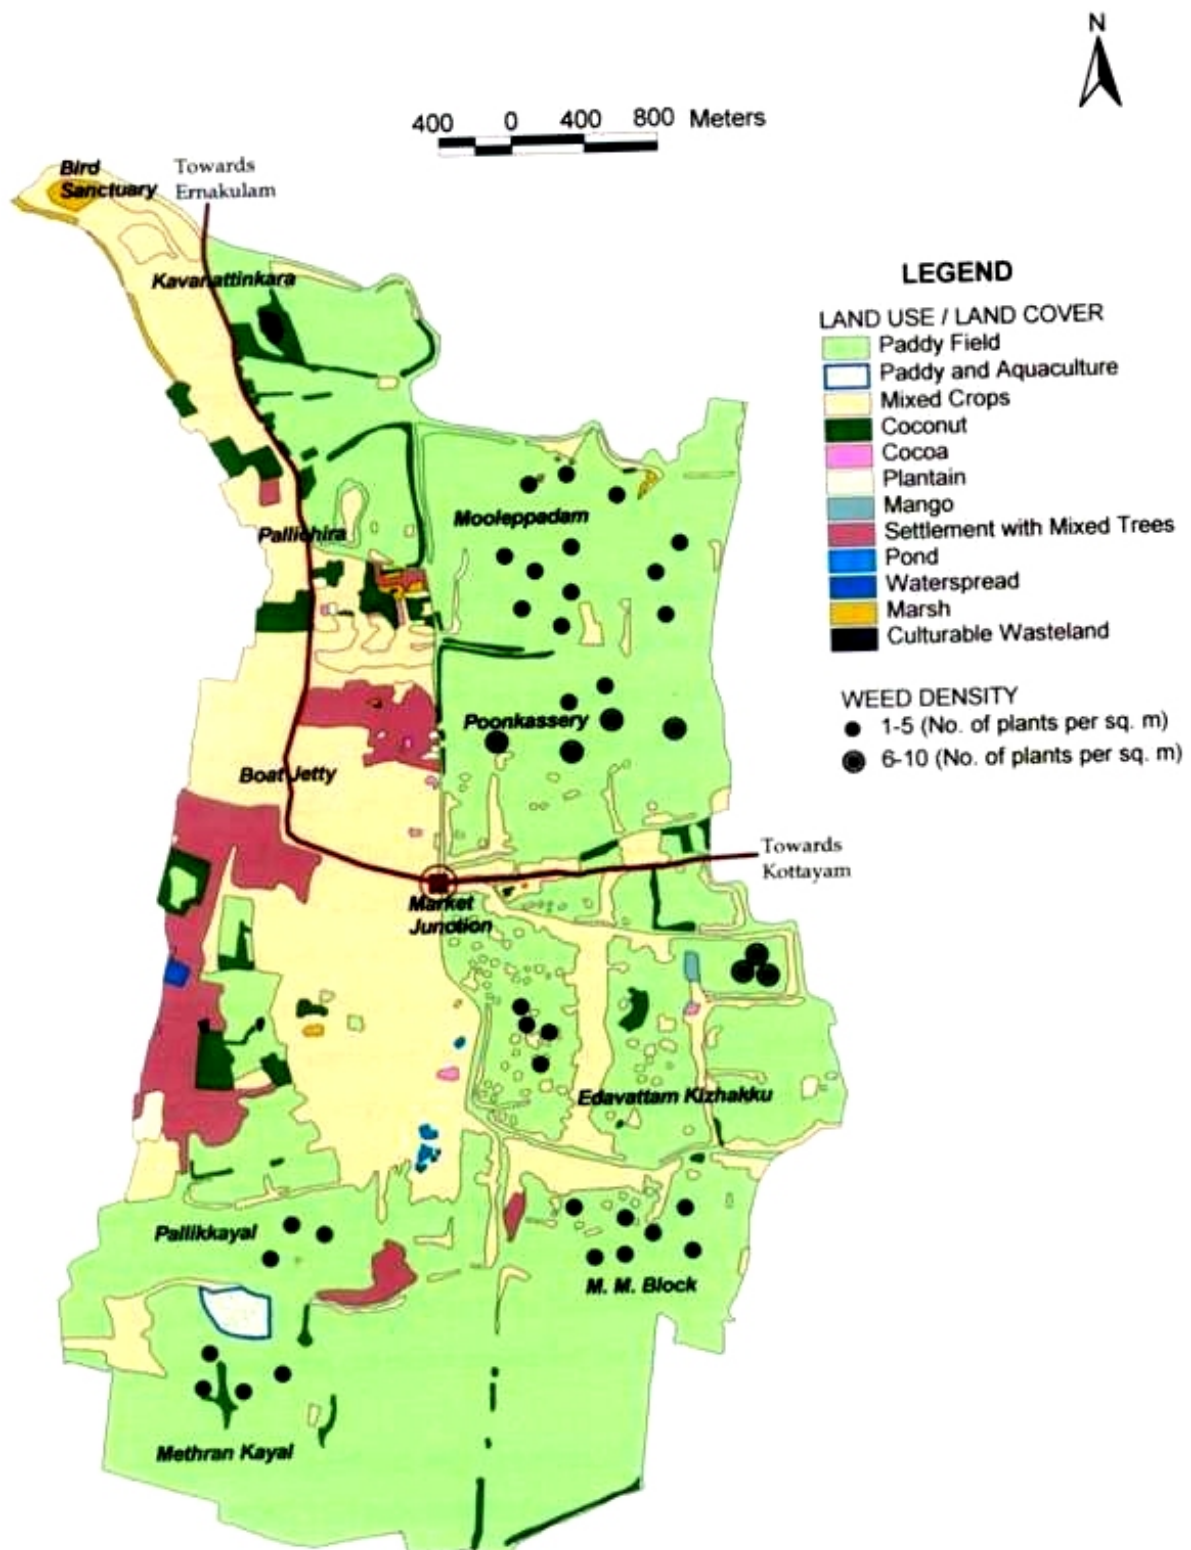 N
400 0 400 800 Meters
Bird
Sanctuary
Towards
Ernakulam
Kavanattinkara
LEGEND
LAND USE / LAND COVER
Paddy Field
Paddy and Aquaculture
Mixed Crops
Coconut
Cocoa
Plantain
Mango
Settlement with Mixed Trees
Pond
Waterspread
Marsh
Culturable Wasteland
WEED DENSITY
1-5 (No. of plants per sq. m)
6-10 (No. of plants per sq. m)
Mooleppadam
Pallichira
Poonkassery
Boat Jetty
Towards
Kottayam
Market
Junction
Edavattam Kizhakku
Pallikkayal
M. M. Block
Methran Kayal